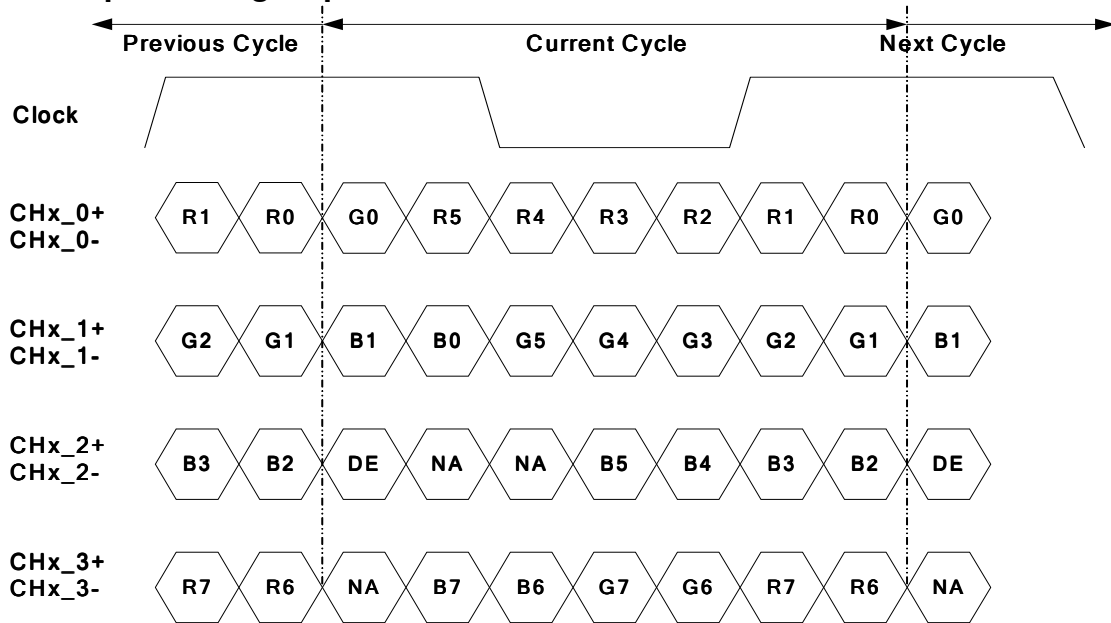 Previous Cycle Current Cycle Next Cycle
Clock
CHx_0+
CHx_0-
R1 R0 G0 R5 R4 R3 R2 R1 R0 G0
CHx_1+
CHx_1-
G2 G1 B1 B0 G5 G4 G3 G2 G1 B1
CHx_2+
CHx_2-
B3 B2 DE NA NA B5 B4 B3 B2 DE
CHx_3+
CHx_3-
R7 R6 NA B7 B6 G7 G6 R7 R6 NA